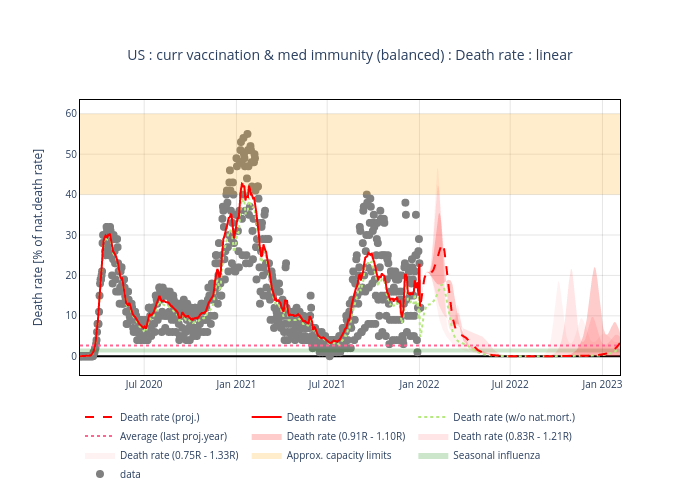 US : curr vaccination & med immunity (balanced) : Death rate : linear
Death rate [% of nat.death rate]
60
50
40
30
20
10
0
Jul 2020 Jan 2021 Jul 2021 Jan 2022 Jul 2022 Jan 2023
Death rate (proj.) Death rate Death rate (w/o nat.mort.)
Average (last proj.year) Death rate (0.91R - 1.10R) Death rate (0.83R - 1.21R)
Death rate (0.75R - 1.33R) Approx. capacity limits Seasonal influenza
data